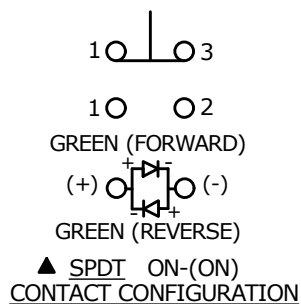 1 3
1 2
GREEN (FORWARD)
+ -
(+) (-)
- +
GREEN (REVERSE)
▲ SPDT ON-(ON)
CONTACT CONFIGURATION